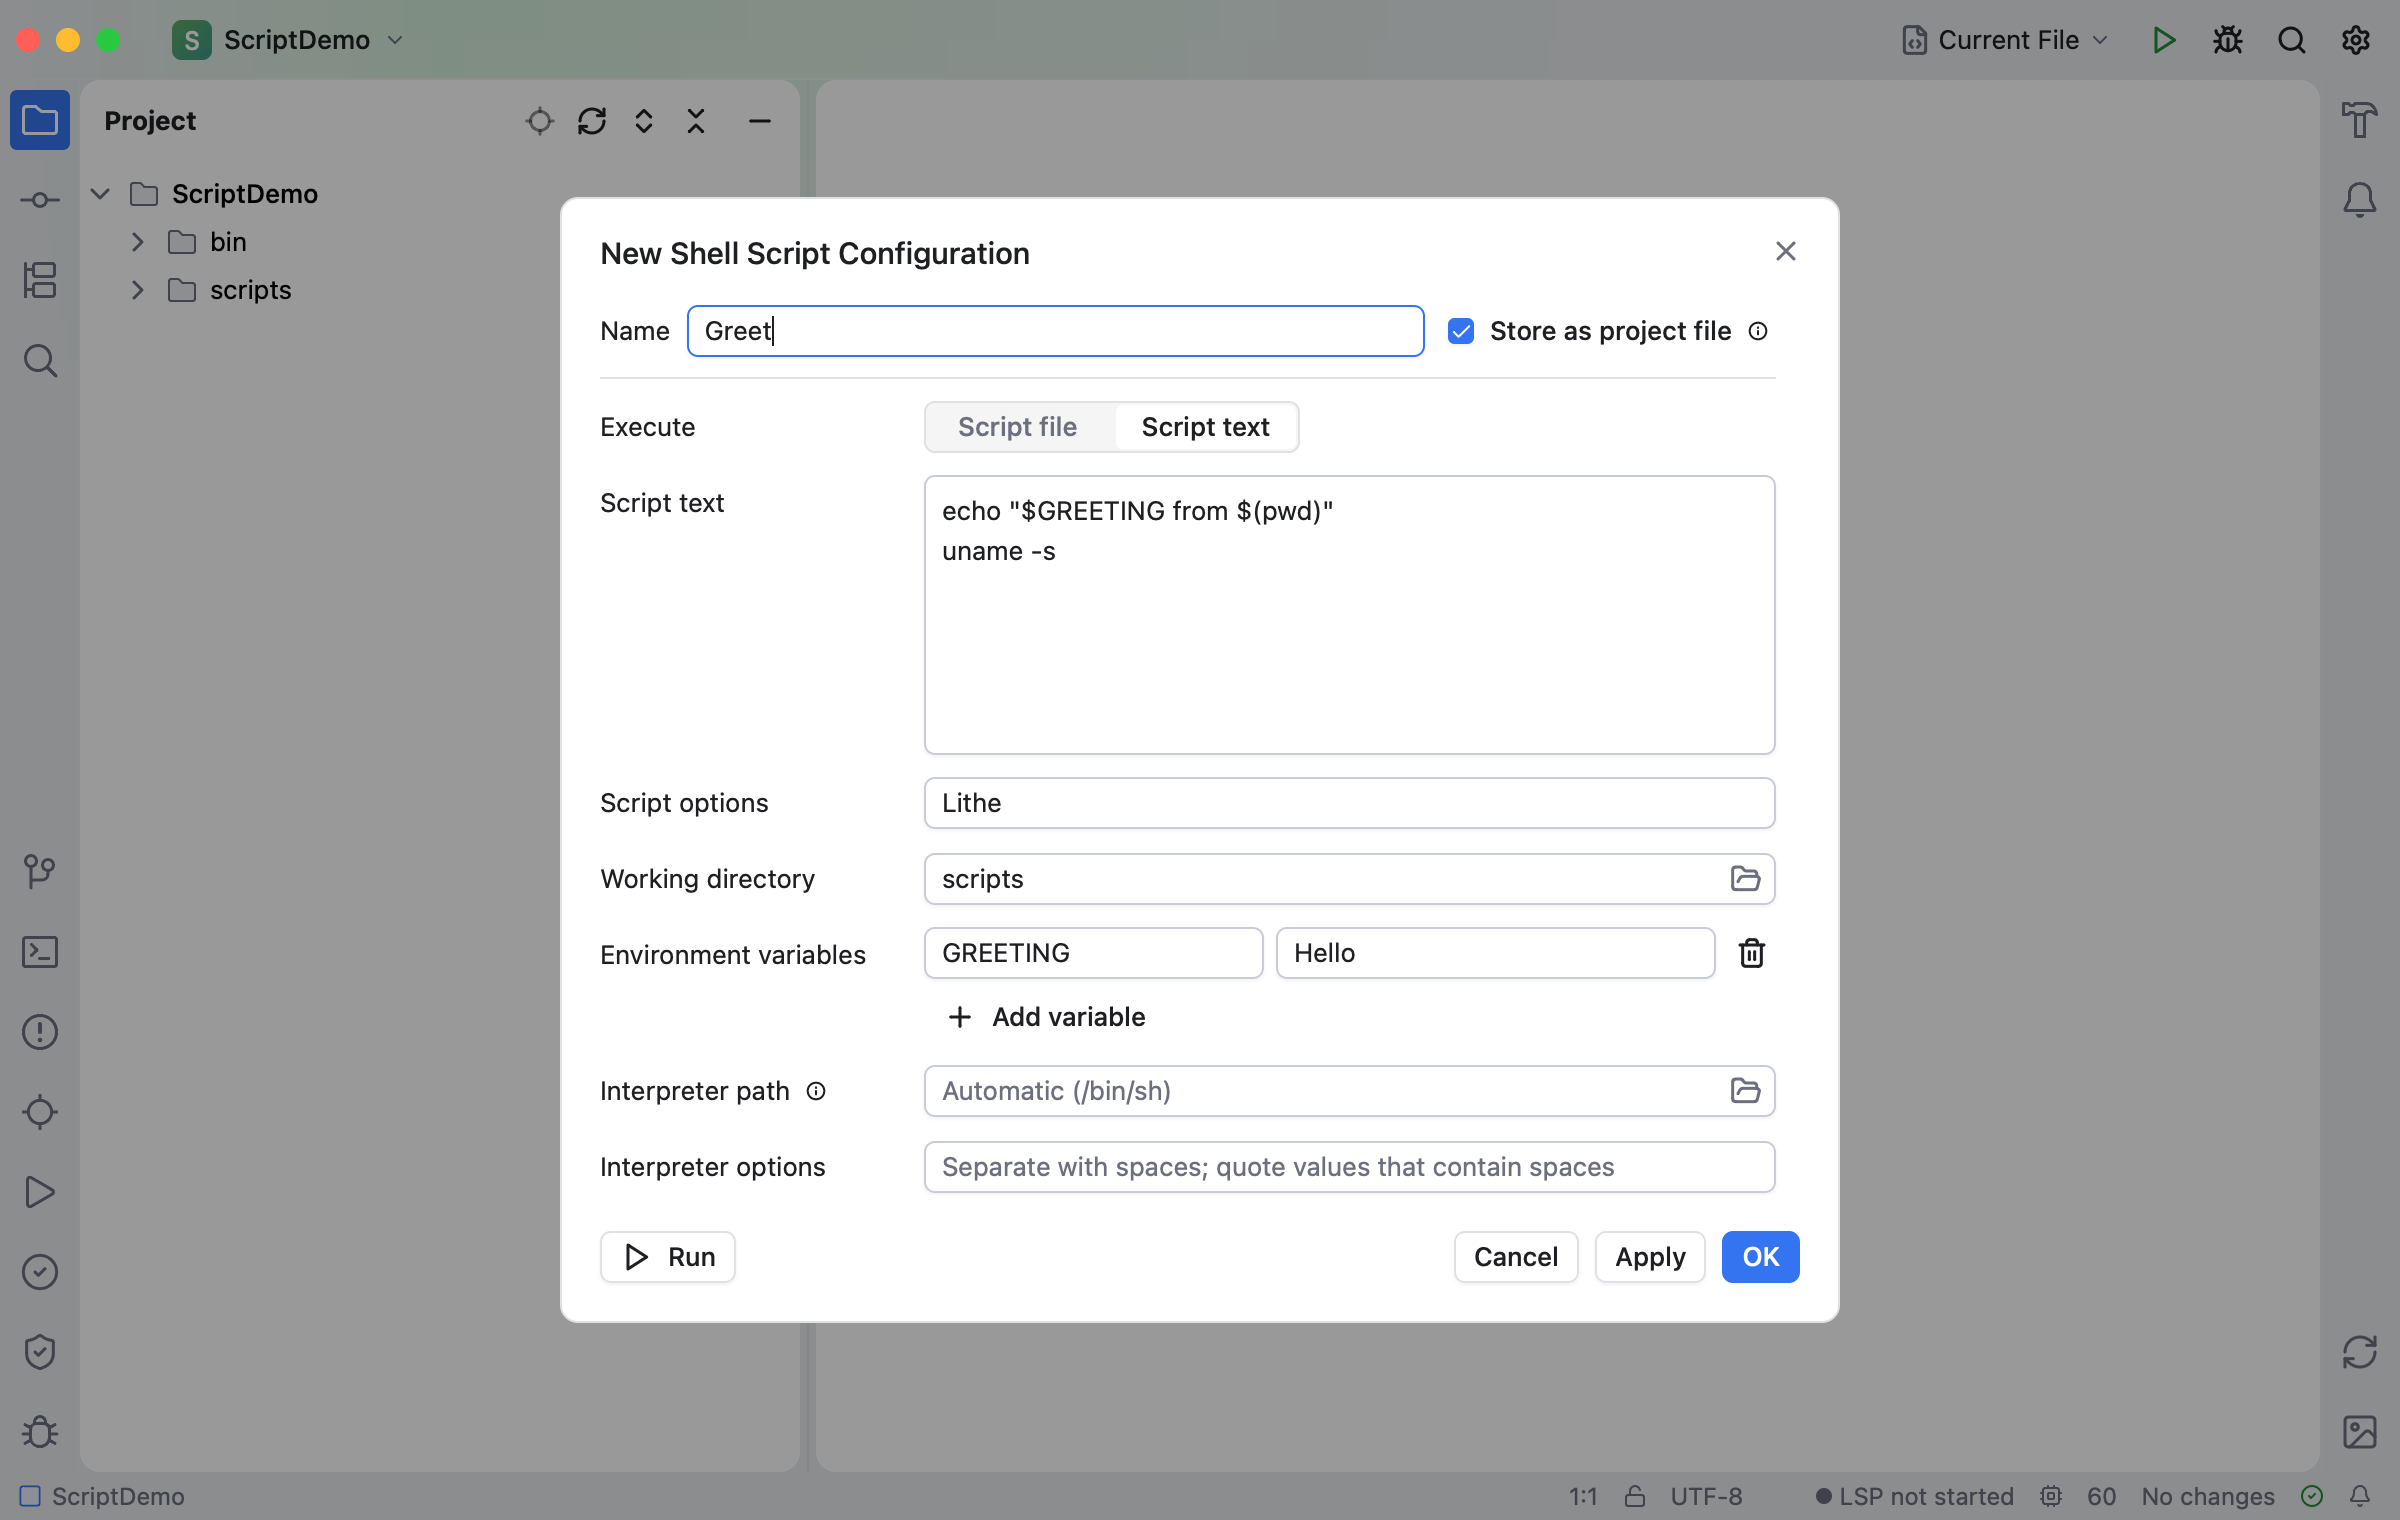 S ScriptDemo
Current File
Project
ScriptDemo
bin
scripts
New Shell Script Configuration
Name Greet Store as project file
Execute Script file Script text
Script text echo "$GREETING from $(pwd)"
uname -s
Script options Lithe
Working directory scripts
Environment variables GREETING Hello
Add variable
Interpreter path Automatic (/bin/sh)
Interpreter options Separate with spaces; quote values that contain spaces
Run Cancel Apply OK
ScriptDemo 1:1 UTF-8 LSP not started 60 No changes